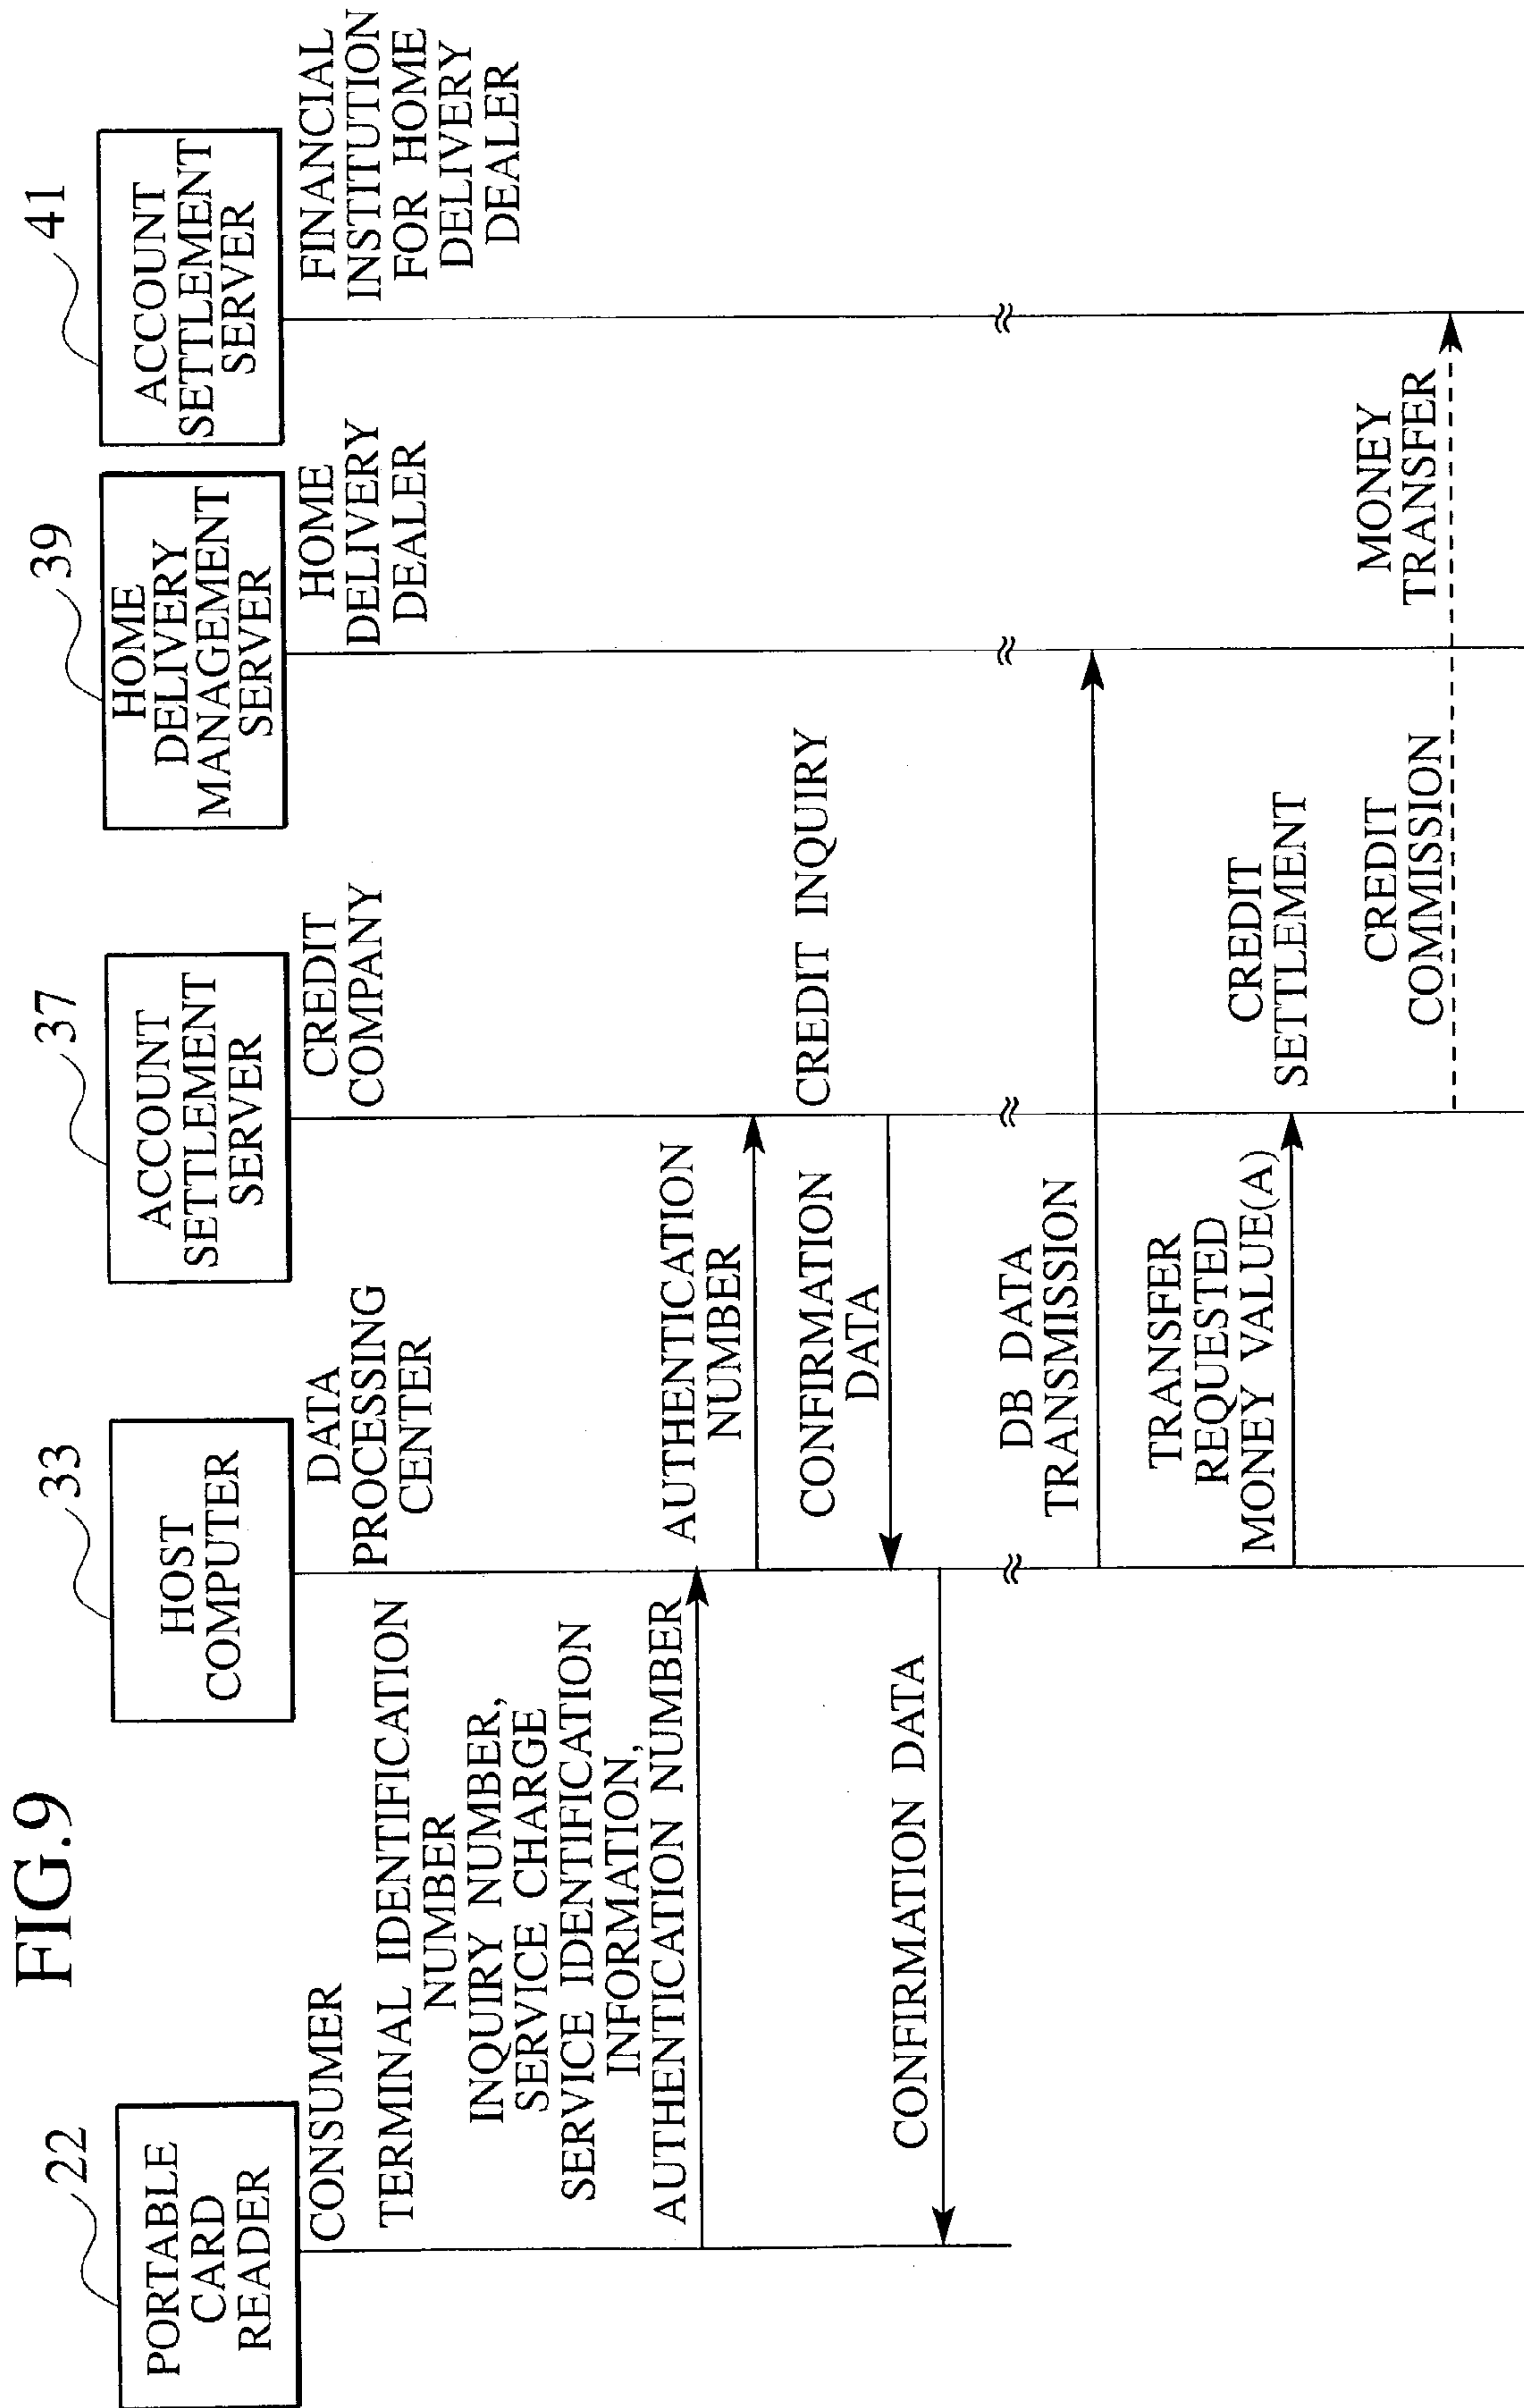 FIG.9
22
PORTABLE
CARD
READER
CONSUMER
33
HOST
COMPUTER
DATA
PROCESSING
CENTER
37
ACCOUNT
SETTLEMENT
SERVER
CREDIT
COMPANY
39
HOME
DELIVERY
MANAGEMENT
SERVER
HOME
DELIVERY
DEALER
41
ACCOUNT
SETTLEMENT
SERVER
FINANCIAL
INSTITUTION
FOR HOME
DELIVERY
DEALER
TERMINAL IDENTIFICATION
NUMBER
INQUIRY NUMBER,
SERVICE CHARGE
SERVICE IDENTIFICATION
INFORMATION,
AUTHENTICATION NUMBER
AUTHENTICATION
NUMBER
CREDIT INQUIRY
CONFIRMATION
DATA
CONFIRMATION DATA
DB DATA
TRANSMISSION
TRANSFER
REQUESTED
MONEY VALUE(A)
CREDIT
SETTLEMENT
CREDIT
COMMISSION
MONEY
TRANSFER